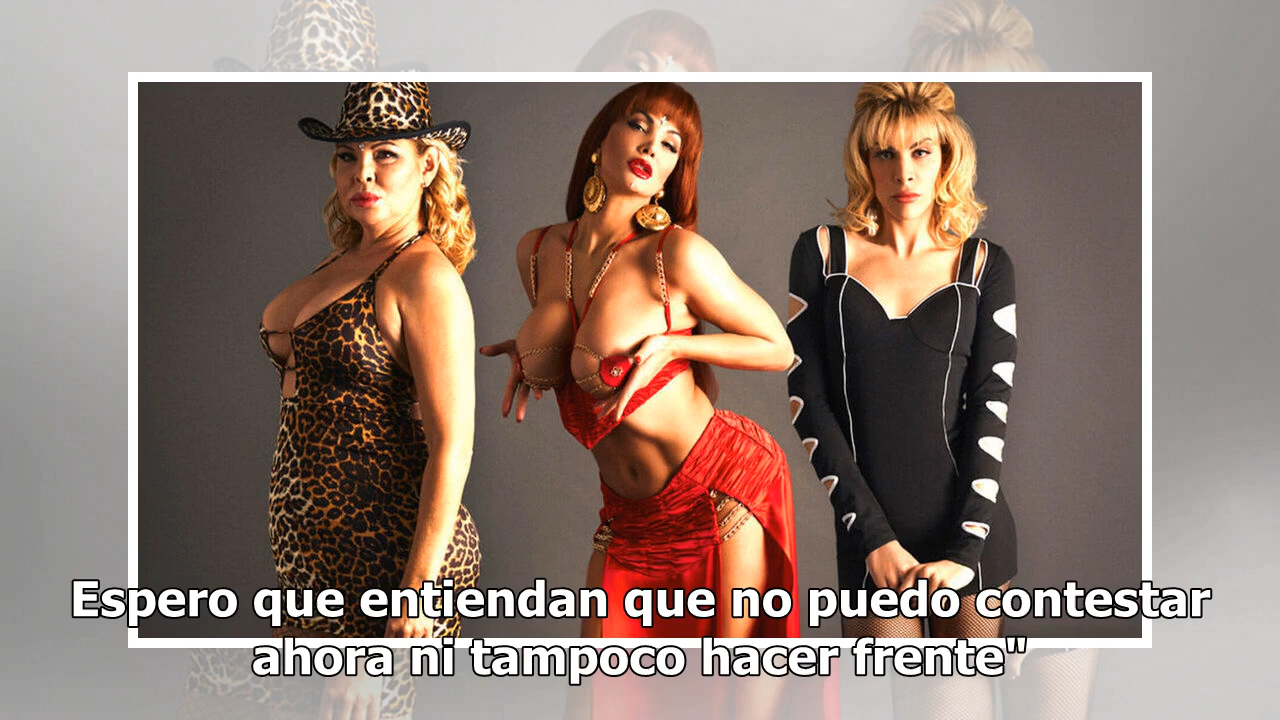 Espero que entiendan que no puedo contestar
ahora ni tampoco hacer frente"